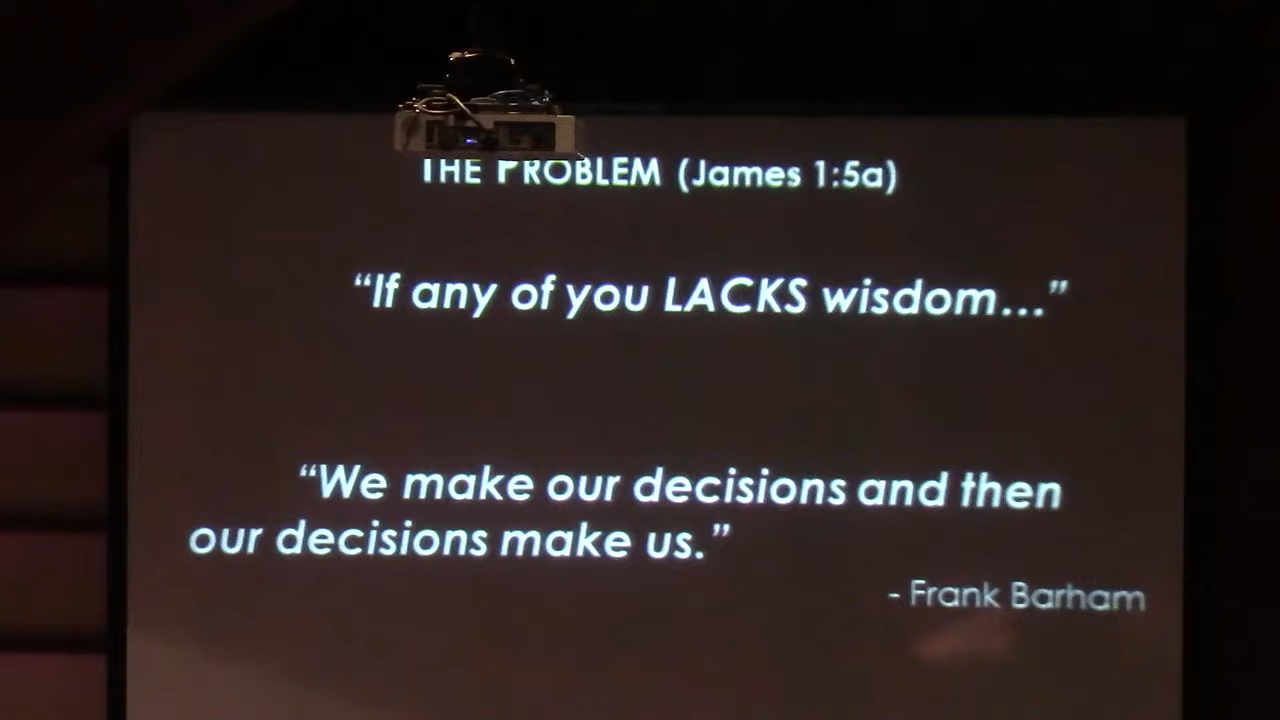 THE PROBLEM (James 1:5a)
“If any of you LACKS wisdom...”
“We make our decisions and then
our decisions make us.”
- Frank Barham